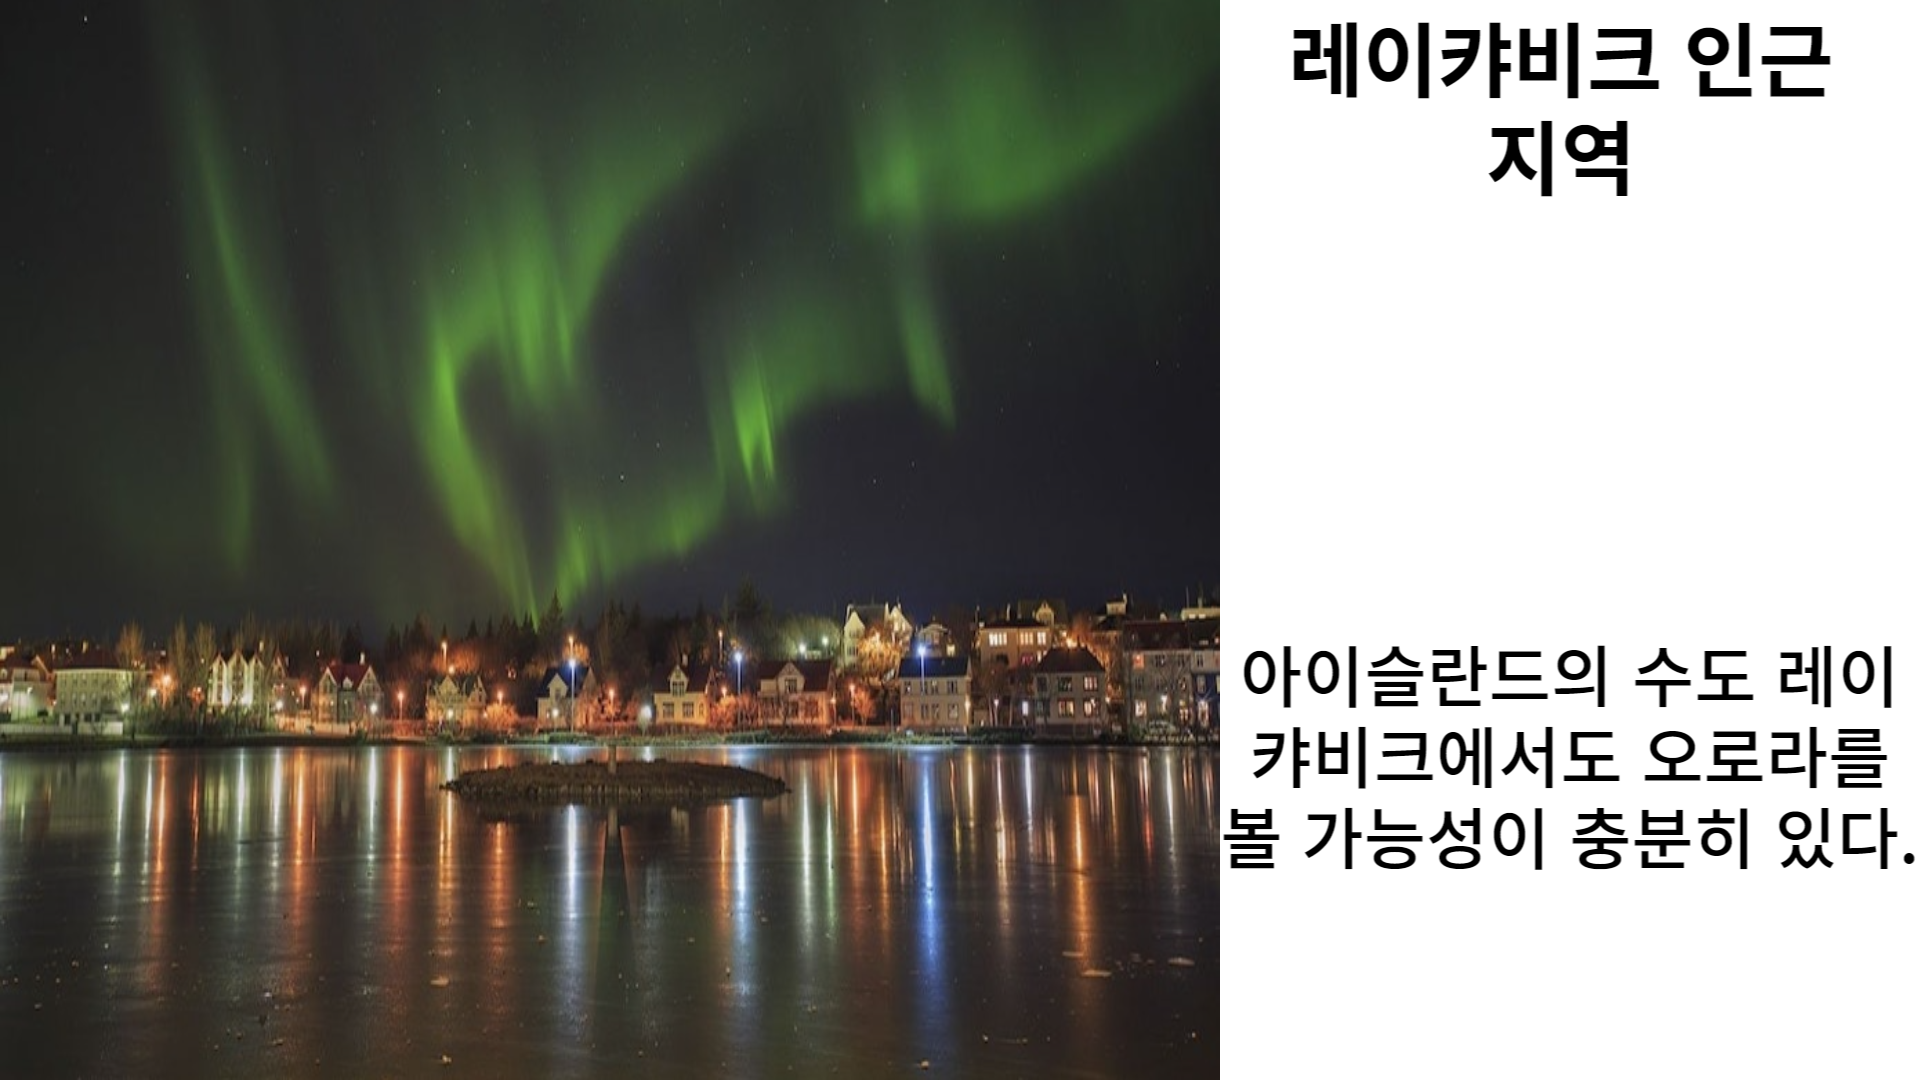 레이캬비크 인근
지역
아이슬란드의 수도 레이
캬비크에서도 오로라를
볼 가능성이 충분히 있다.